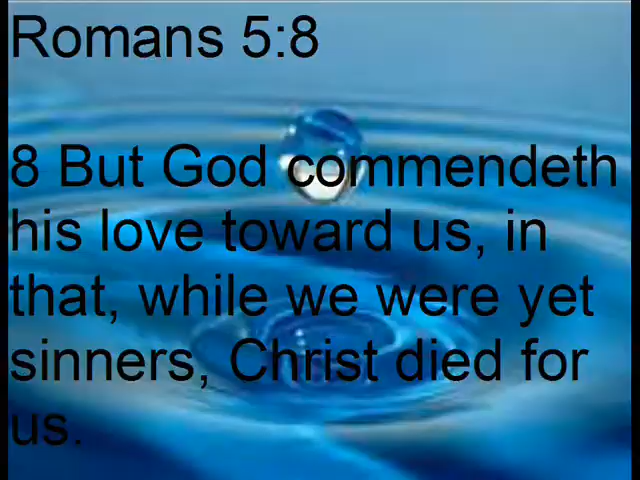 Romans 5:8
8 But God commendeth
his love toward us, in
that, while we were yet
sinners, Christ died for
us.